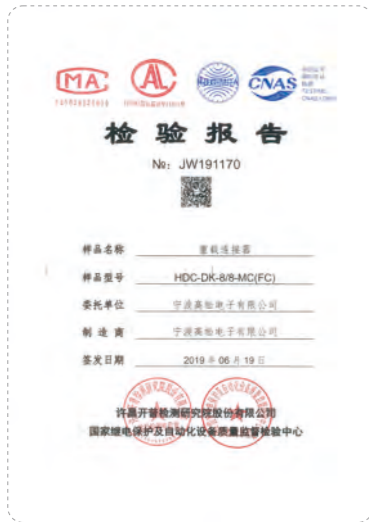 MA
AL
CNAS
检验报告
№: JW191170
样品名称 重载连接器
样品型号 HDC-DK-8/8-MC(FC)
委托单位 宁波高松电子有限公司
制造商 宁波高松电子有限公司
签发日期 2019年06月19日
许昌开普检测研究院股份有限公司
国家继电保护及自动化设备质量监督检验中心